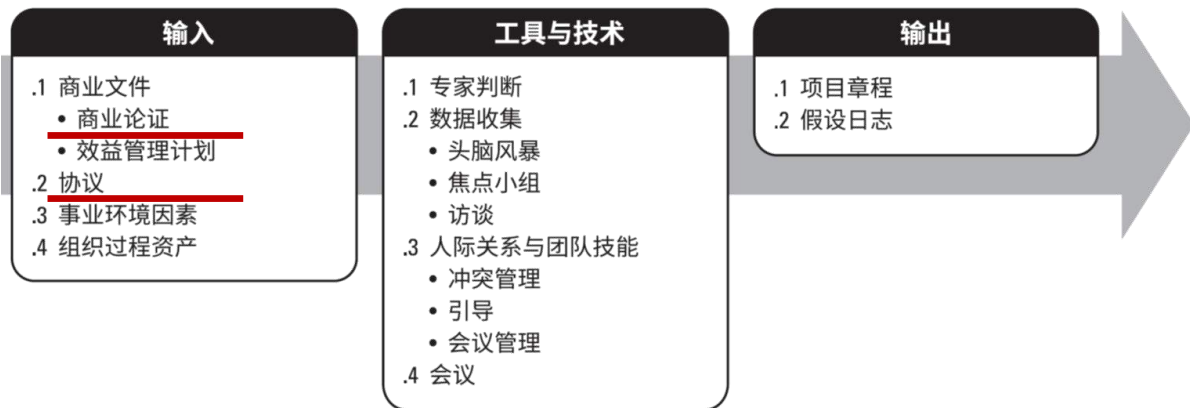 输入
.1 商业文件
• 商业论证
• 效益管理计划
.2 协议
.3 事业环境因素
.4 组织过程资产
工具与技术
.1 专家判断
.2 数据收集
• 头脑风暴
• 焦点小组
• 访谈
.3 人际关系与团队技能
• 冲突管理
• 引导
• 会议管理
.4 会议
输出
.1 项目章程
.2 假设日志